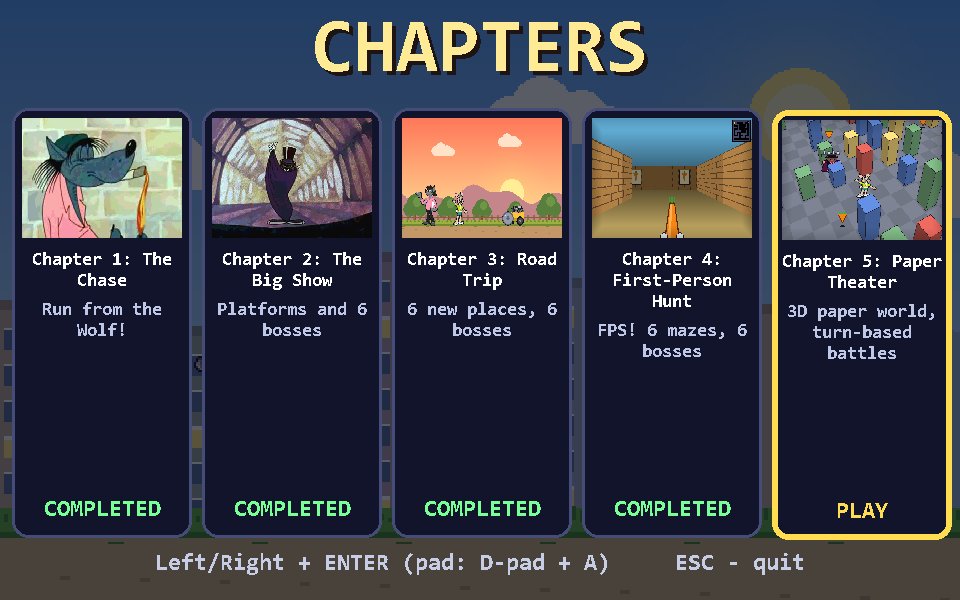 CHAPTERS
Chapter 1: The
Chase
Run from the
Wolf!
COMPLETED
Chapter 2: The
Big Show
Platforms and 6
bosses
COMPLETED
Chapter 3: Road
Trip
6 new places, 6
bosses
COMPLETED
Chapter 4:
First-Person
Hunt
FPS! 6 mazes, 6
bosses
COMPLETED
Chapter 5: Paper
Theater
3D paper world,
turn-based
battles
PLAY
Left/Right + ENTER (pad: D-pad + A)
ESC - quit